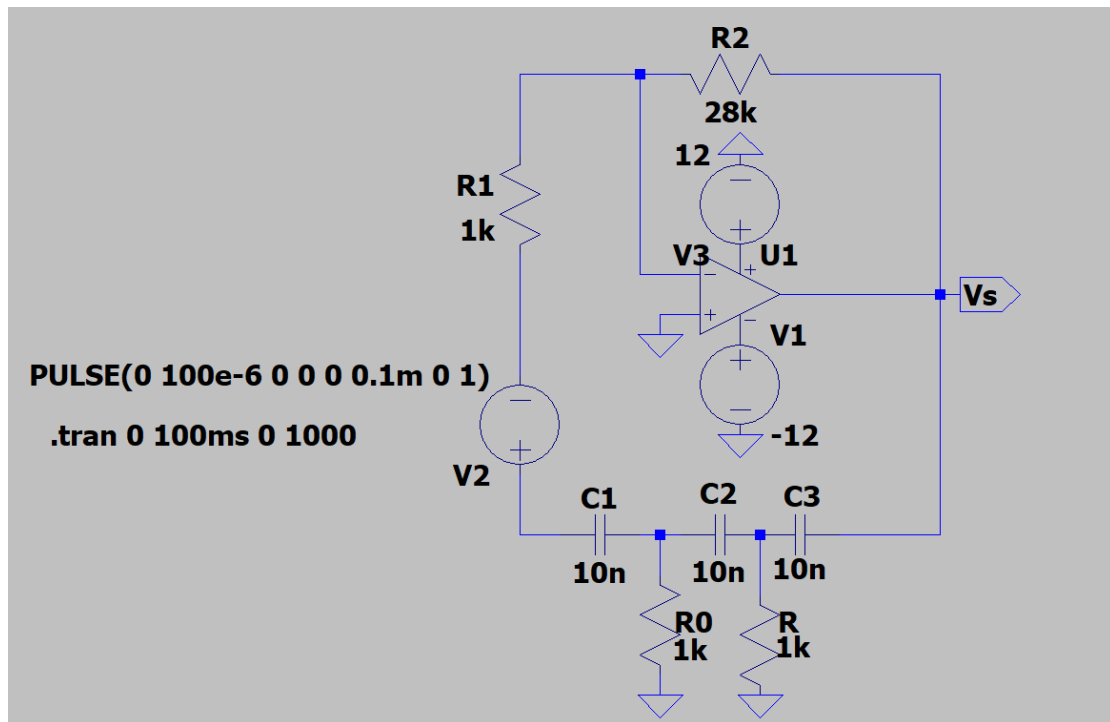 R2
28k
12
R1
1k
V3
U1
Vs
V1
PULSE(0 100e-6 0 0 0 0.1m 0 1)
.tran 0 100ms 0 1000
-12
V2
C1
C2
C3
10n
10n
10n
R0
1k
R
1k